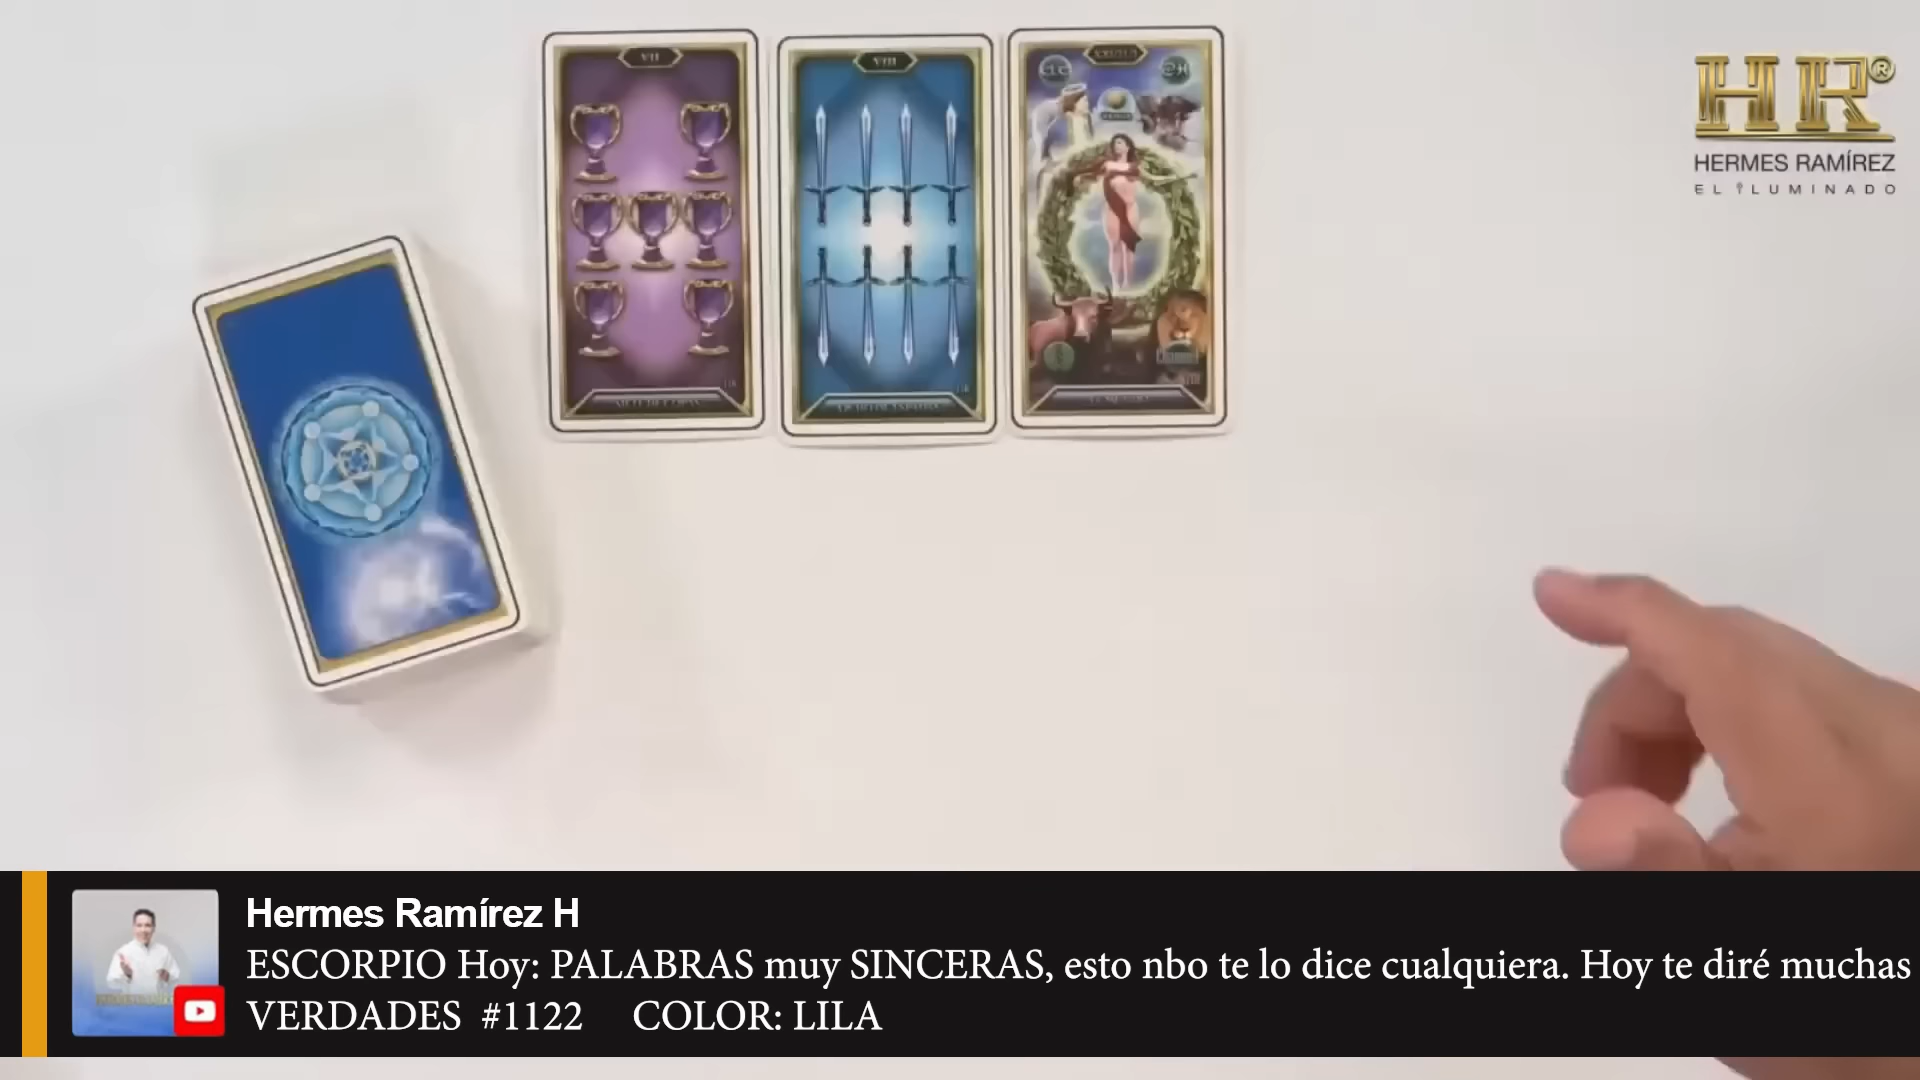 VII
VIII
HR®
HERMES RAMÍREZ
EL ILUMINADO
Hermes Ramírez H
ESCORPIO Hoy: PALABRAS muy SINCERAS, esto nbo te lo dice cualquiera. Hoy te diré muchas
VERDADES #1122 COLOR: LILA